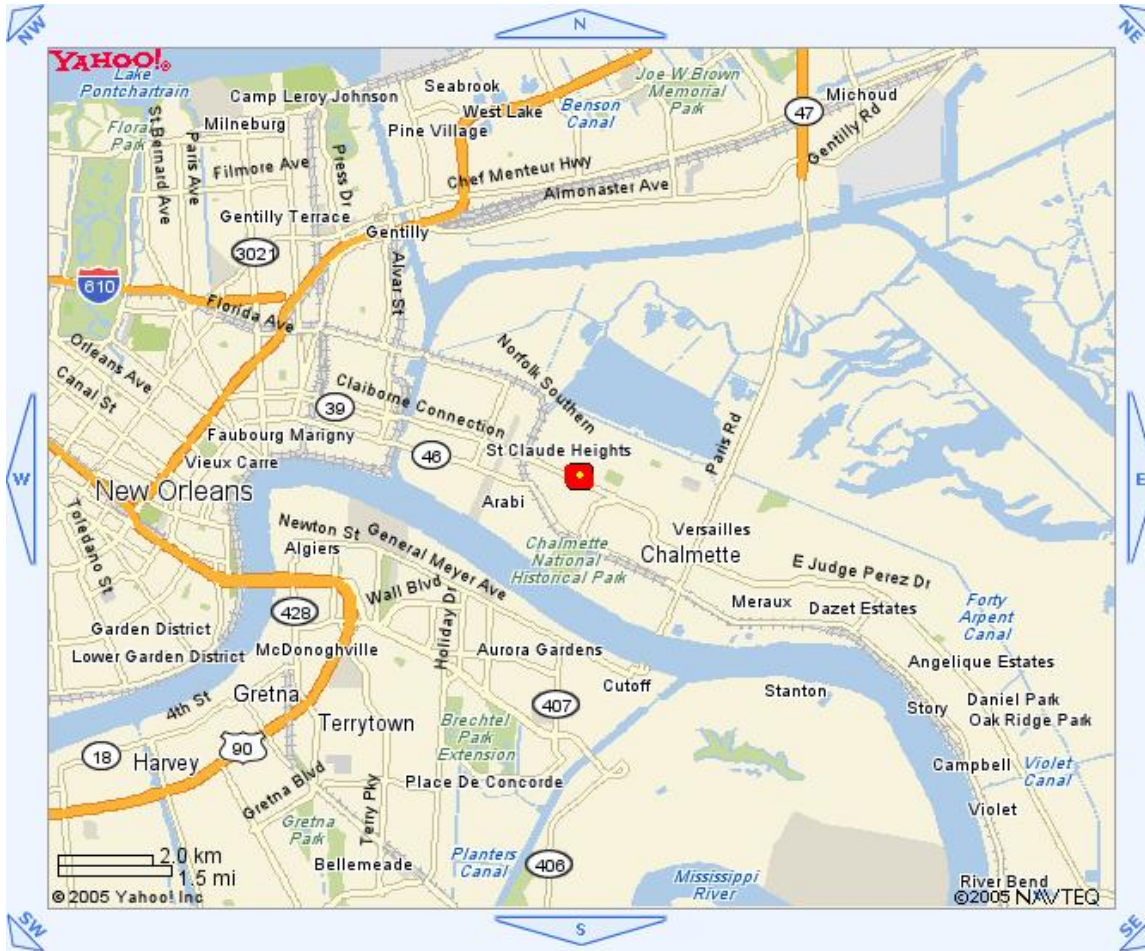 NW
N
NE
YAHOO!
Lake
Pontchartrain
Camp Leroy Johnson
Seabrook
Joe W Brown
Memorial
Park
Michoud
West Lake
Benson
Canal
47
Milneburg
Pine Village
St Bernard Ave
Paris Ave
Filmore Ave
Press Dr
Gentilly Rd
Chef Menteur Hwy
Almonaster Ave
Gentilly Terrace
Gentilly
3021
Alvar St
610
Florida Ave
Orleans Ave
Canal St
Norfolk Southern
Claiborne Connection
39
Faubourg Marigny
46
St Claude Heights
Paris Rd
Vieux Carre
W
E
New Orleans
Arabi
Toledano St
Newton St
General Meyer Ave
Versailles
Algiers
Chalmette
National
Historical Park
Chalmette
E Judge Perez Dr
Wall Blvd
Holiday Dr
428
Meraux
Dazet Estates
Forty
Arpent
Canal
Garden District
McDonoghville
Aurora Gardens
Lower Garden District
Angelique Estates
Cutoff
Stanton
4th St
Gretna
Daniel Park
Story
Oak Ridge Park
407
Terrytown
Brechtel
Park
Extension
90
18
Harvey
Campbell
Violet
Canal
Place De Concorde
Gretna Blvd
Terry Pky
Violet
Gretna
Park
2.0 km
1.5 mi
Bellemeade
Planters
Canal
406
Mississippi
River
River Bend
©2005 Yahoo! Inc
©2005 NAVTEQ
SW
S
SE